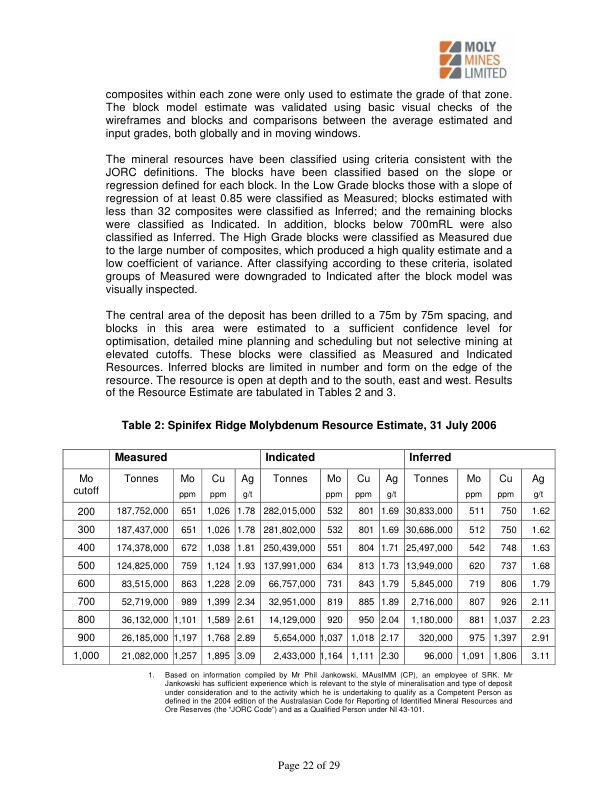 MOLY
MINES
LIMITED
composites within each zone were only used to estimate the grade of that zone.
The block model estimate was validated using basic visual checks of the
wireframes and blocks and comparisons between the average estimated and
input grades, both globally and in moving windows.
The mineral resources have been classified using criteria consistent with the
JORC definitions. The blocks have been classified based on the slope or
regression defined for each block. In the Low Grade blocks those with a slope of
regression of at least 0.85 were classified as Measured; blocks estimated with
less than 32 composites were classified as Inferred; and the remaining blocks
were classified as Indicated. In addition, blocks below 700mRL were also
classified as Inferred. The High Grade blocks were classified as Measured due
to the large number of composites, which produced a high quality estimate and a
low coefficient of variance. After classifying according to these criteria, isolated
groups of Measured were downgraded to Indicated after the block model was
visually inspected.
The central area of the deposit has been drilled to a 75m by 75m spacing, and
blocks in this area were estimated to a sufficient confidence level for
optimisation, detailed mine planning and scheduling but not selective mining at
elevated cutoffs. These blocks were classified as Measured and Indicated
Resources. Inferred blocks are limited in number and form on the edge of the
resource. The resource is open at depth and to the south, east and west. Results
of the Resource Estimate are tabulated in Tables 2 and 3.
Table 2: Spinifex Ridge Molybdenum Resource Estimate, 31 July 2006
Measured Indicated Inferred
Mo Tonnes Mo Cu Ag Tonnes Mo Cu Ag Tonnes Mo Cu Ag
cutoff ppm ppm g/t ppm ppm g/t ppm ppm g/t
200 187,752,000 651 1,026 1.78 282,015,000 532 801 1.69 30,833,000 511 750 1.62
300 187,437,000 651 1,026 1.78 281,802,000 532 801 1.69 30,686,000 512 750 1.62
400 174,378,000 672 1,038 1.81 250,439,000 551 804 1.71 25,497,000 542 748 1.63
500 124,825,000 759 1,124 1.93 137,991,000 634 813 1.73 13,949,000 620 737 1.68
600 83,515,000 863 1,228 2.09 66,757,000 731 843 1.79 5,845,000 719 806 1.79
700 52,719,000 989 1,399 2.34 32,951,000 819 885 1.89 2,716,000 807 926 2.11
800 36,132,000 1,101 1,589 2.61 14,129,000 920 950 2.04 1,180,000 881 1,037 2.23
900 26,185,000 1,197 1,768 2.89 5,654,000 1,037 1,018 2.17 320,000 975 1,397 2.91
1,000 21,082,000 1,257 1,895 3.09 2,433,000 1,164 1,111 2.30 96,000 1,091 1,806 3.11
1. Based on information compiled by Mr Phil Jankowski, MAusIMM (CP), an employee of SRK. Mr
Jankowski has sufficient experience which is relevant to the style of mineralisation and type of deposit
under consideration and to the activity which he is undertaking to qualify as a Competent Person as
defined in the 2004 edition of the Australasian Code for Reporting of Identified Mineral Resources and
Ore Reserves (the “JORC Code”) and as a Qualified Person under NI 43-101.
Page 22 of 29